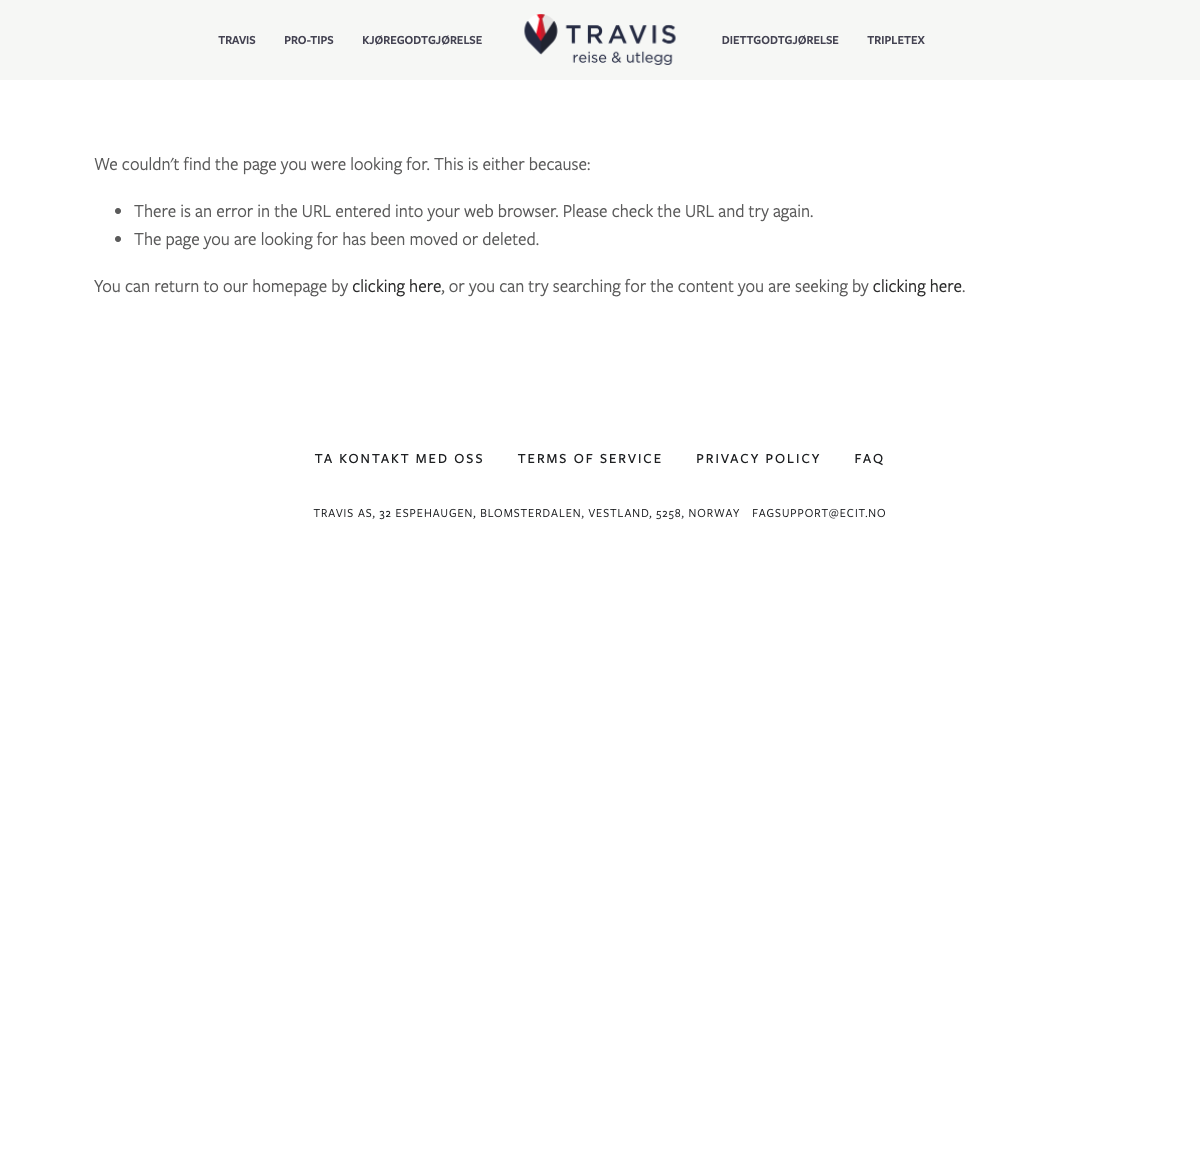 TRAVIS PRO-TIPS KJØREGODTGJØRELSE TRAVIS DIETTGODTGJØRELSE TRIPLETEX
reise & utlegg
We couldn't find the page you were looking for. This is either because:
There is an error in the URL entered into your web browser. Please check the URL and try again.
The page you are looking for has been moved or deleted.
You can return to our homepage by clicking here, or you can try searching for the content you are seeking by clicking here.
TA KONTAKT MED OSS TERMS OF SERVICE PRIVACY POLICY FAQ
TRAVIS AS, 32 ESPEHAUGEN, BLOMSTERDALEN, VESTLAND, 5258, NORWAY FAGSUPPORT@ECIT.NO